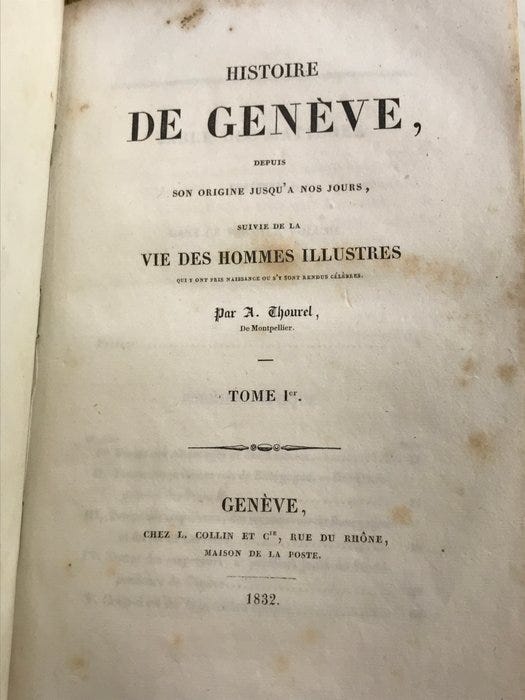 HISTOIRE
DE GENÈVE,
DEPUIS
SON ORIGINE JUSQU'A NOS JOURS,
SUIVIE DE LA
VIE DES HOMMES ILLUSTRES
QUI Y ONT PRIS NAISSANCE OU S'Y SONT RENDUS CÉLÈBRES.
Par A. Thourel,
De Montpellier.
TOME Ier.
GENÈVE,
CHEZ L. COLLIN ET CIE, RUE DU RHÔNE,
MAISON DE LA POSTE.
1832.